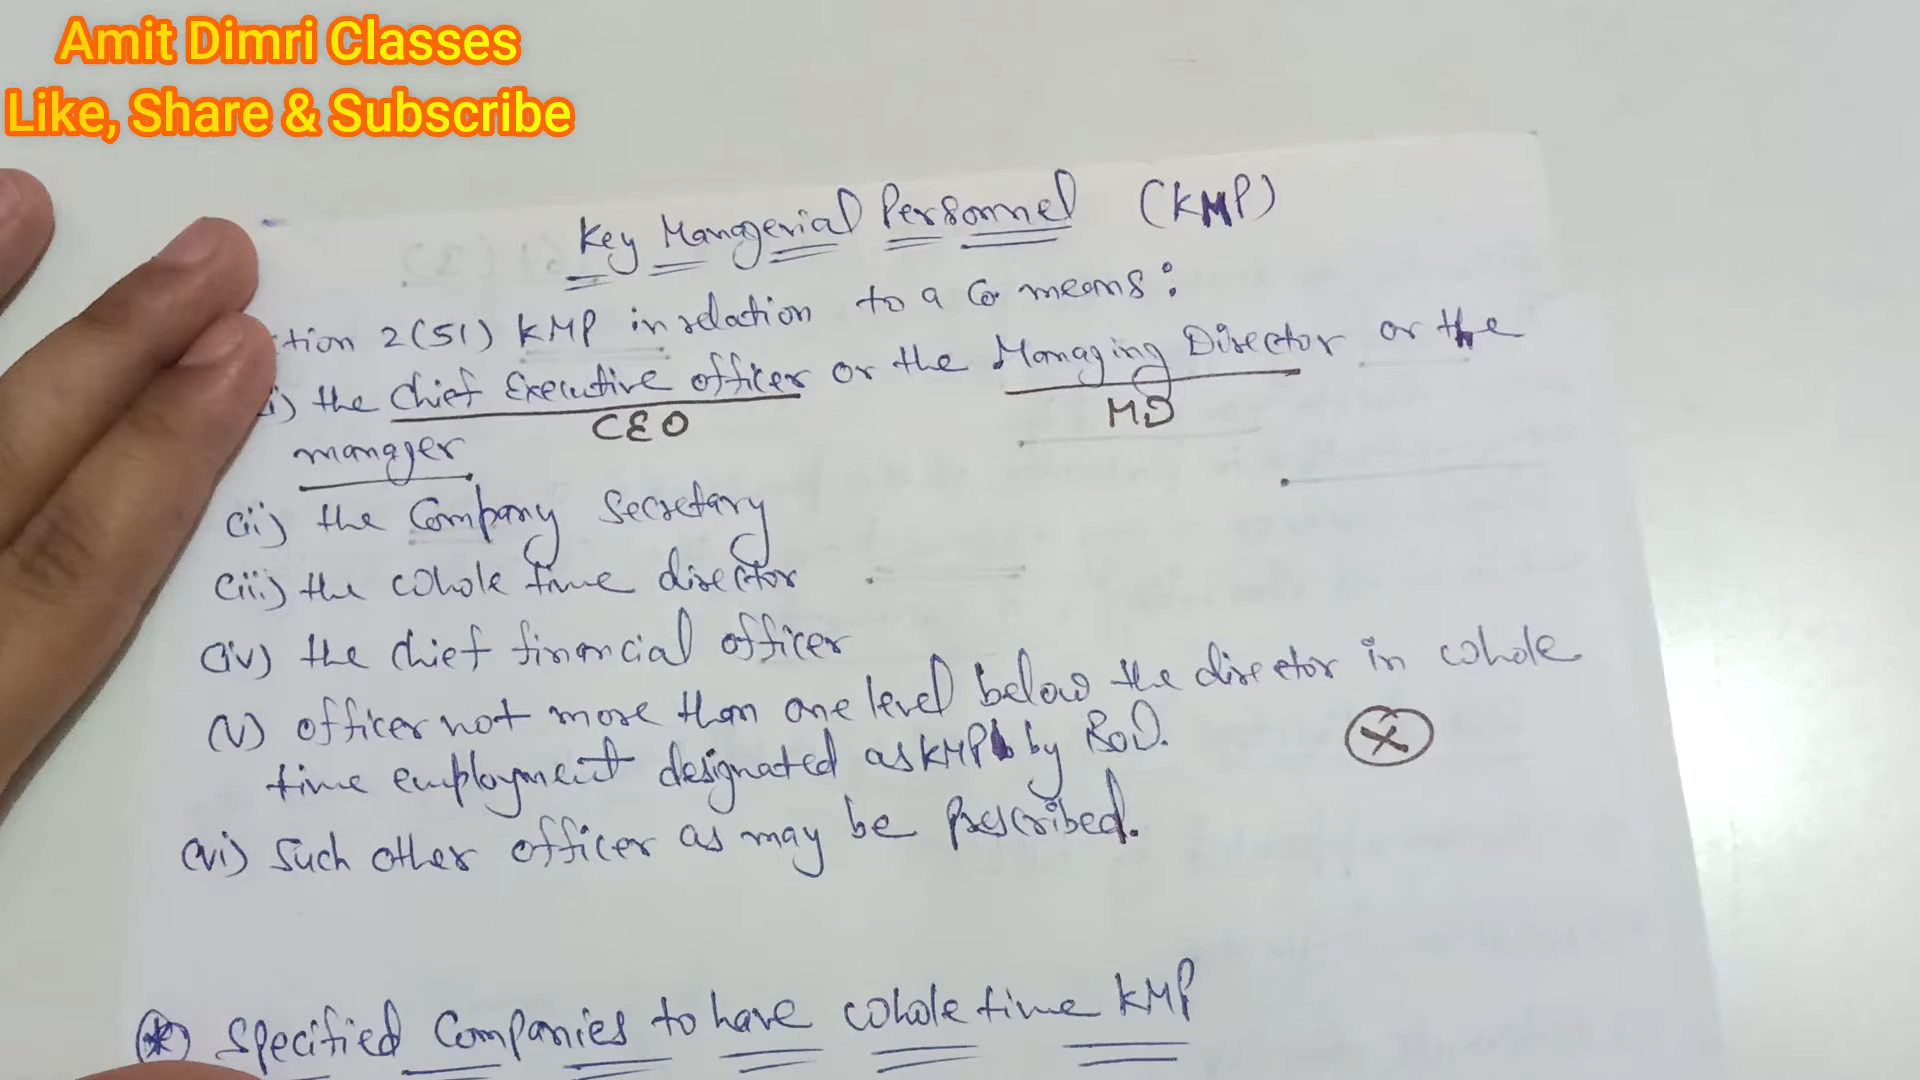 Amit Dimri Classes
Like, Share & Subscribe
Key Managerial Personnel (KMP)
ction 2(51) KMP in relation to a Co means:
i) the Chief Executive officer or the Managing Director or the
CEO MD
manager
(ii) the Company Secretary
(iii) the whole time director
(iv) the chief financial officer
(v) officer not more than one level below the director in whole
time employment designated as KMP by BoD.
(vi) Such other officer as may be prescribed.
Specified Companies to have whole time KMP